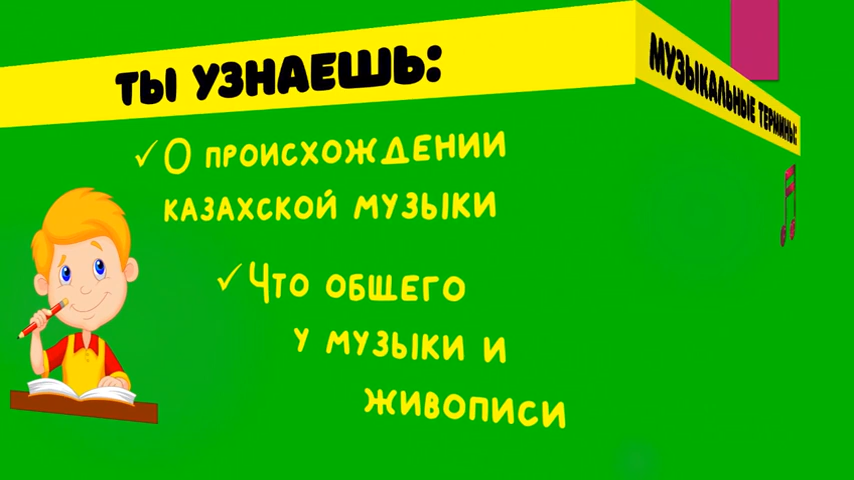 ТЫ УЗНАЕШЬ:
МУЗЫКАЛЬНЫЕ ТЕРМИНЫ:
✓О ПРОИСХОЖДЕНИИ
КАЗАХСКОЙ МУЗЫКИ
✓ЧТО ОБЩЕГО
У МУЗЫКИ И
ЖИВОПИСИ